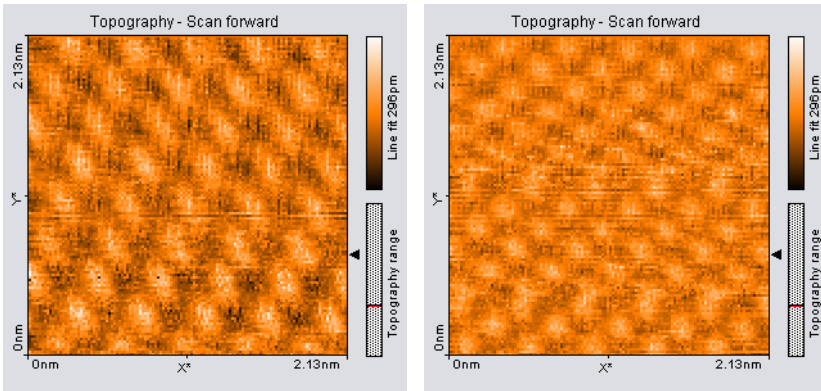 Topography - Scan forward
2.13nm
Y*
0nm
0nm
X*
2.13nm
Line fit 296pm
Topography range
Topography - Scan forward
2.13nm
Y*
0nm
0nm
X*
2.13nm
Line fit 296pm
Topography range